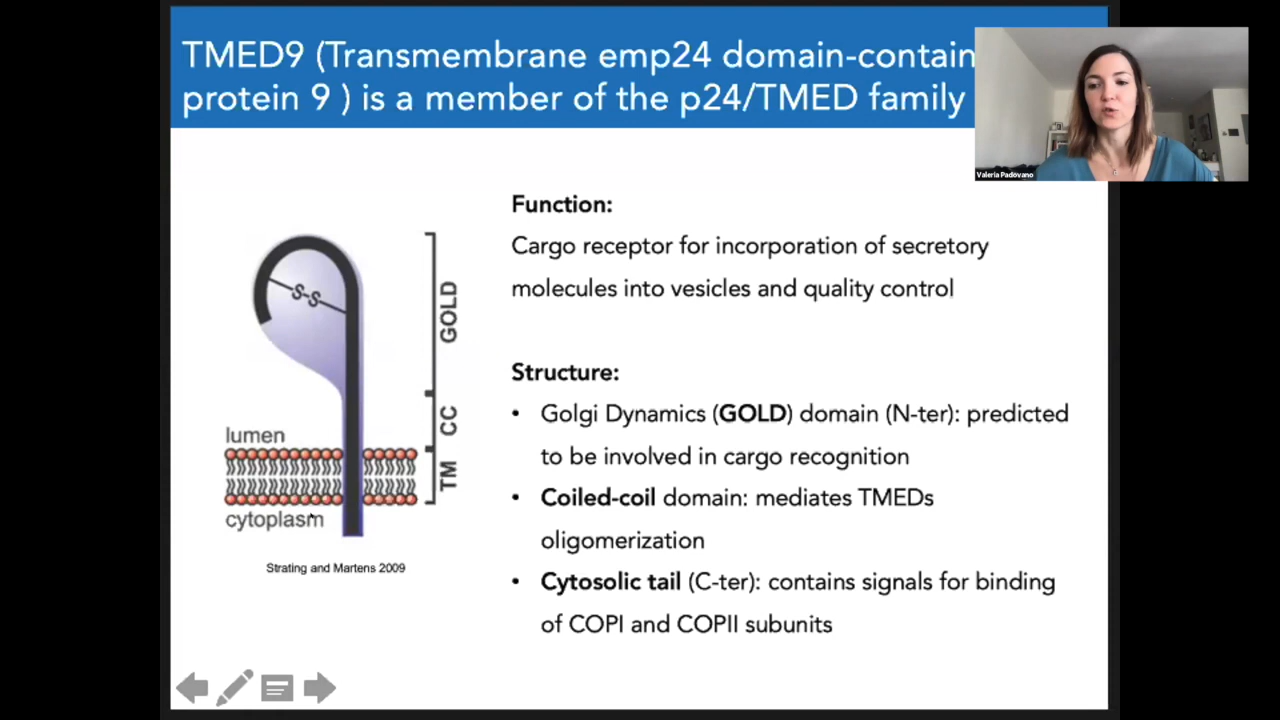 TMED9 (Transmembrane emp24 domain-contain
protein 9 ) is a member of the p24/TMED family
Valeria Padovano
Function:
Cargo receptor for incorporation of secretory
molecules into vesicles and quality control
Structure:
• Golgi Dynamics (GOLD) domain (N-ter): predicted
to be involved in cargo recognition
• Coiled-coil domain: mediates TMEDs
oligomerization
• Cytosolic tail (C-ter): contains signals for binding
of COPI and COPII subunits
S-S
GOLD
CC
TM
lumen
cytoplasm
Strating and Martens 2009